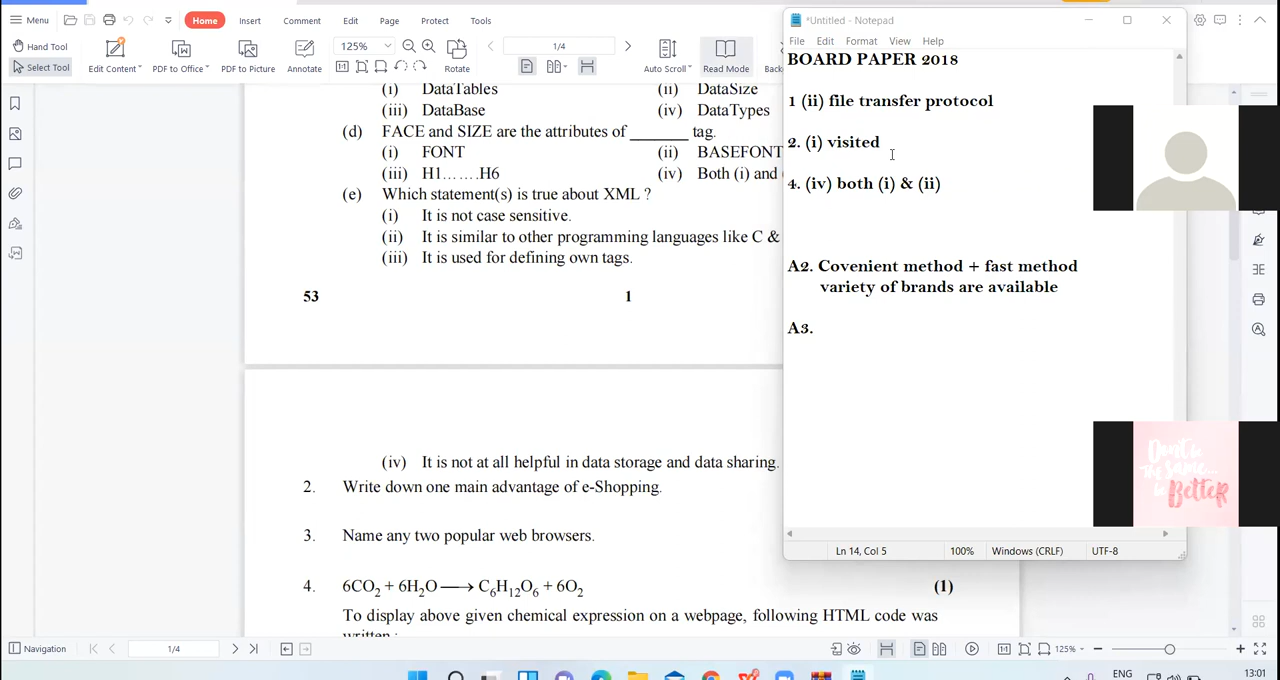 Menu Home Insert Comment Edit Page Protect Tools
Hand Tool
Select Tool
Edit Content PDF to Office PDF to Picture Annotate 125% Rotate 1/4 Auto Scroll Read Mode
(i) DataTables (ii) DataSize
(iii) DataBase (iv) DataTypes
(d) FACE and SIZE are the attributes of _______ tag.
(i) FONT (ii) BASEFONT
(iii) H1……H6 (iv) Both (i) and
(e) Which statement(s) is true about XML ?
(i) It is not case sensitive.
(ii) It is similar to other programming languages like C &
(iii) It is used for defining own tags.
53 1
(iv) It is not at all helpful in data storage and data sharing.
2. Write down one main advantage of e-Shopping.
3. Name any two popular web browsers.
4. 6CO2 + 6H2O ⟶ C6H12O6 + 6O2 (1)
To display above given chemical expression on a webpage, following HTML code was
written :
*Untitled - Notepad
File Edit Format View Help
BOARD PAPER 2018
1 (ii) file transfer protocol
2. (i) visited
4. (iv) both (i) & (ii)
A2. Covenient method + fast method
variety of brands are available
A3.
Ln 14, Col 5 100% Windows (CRLF) UTF-8
Don't be
the same...
be
Better
Navigation 1/4 125%
ENG 13:01